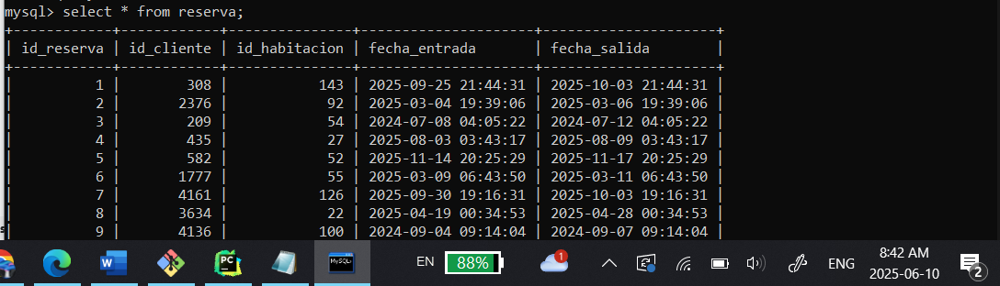 mysql> select * from reserva;
+------------+------------+---------------+---------------------+---------------------+
| id_reserva | id_cliente | id_habitacion | fecha_entrada       | fecha_salida        |
+------------+------------+---------------+---------------------+---------------------+
|          1 |        308 |           143 | 2025-09-25 21:44:31 | 2025-10-03 21:44:31 |
|          2 |       2376 |            92 | 2025-03-04 19:39:06 | 2025-03-06 19:39:06 |
|          3 |        209 |            54 | 2024-07-08 04:05:22 | 2024-07-12 04:05:22 |
|          4 |        435 |            27 | 2025-08-03 03:43:17 | 2025-08-09 03:43:17 |
|          5 |        582 |            52 | 2025-11-14 20:25:29 | 2025-11-17 20:25:29 |
|          6 |       1777 |            55 | 2025-03-09 06:43:50 | 2025-03-11 06:43:50 |
|          7 |       4161 |           126 | 2025-09-30 19:16:31 | 2025-10-03 19:16:31 |
|          8 |       3634 |            22 | 2025-04-19 00:34:53 | 2025-04-28 00:34:53 |
|          9 |       4136 |           100 | 2024-09-04 09:14:04 | 2024-09-07 09:14:04 |
W PC MySQL EN 88% 1 ENG 8:42 AM
2025-06-10 2